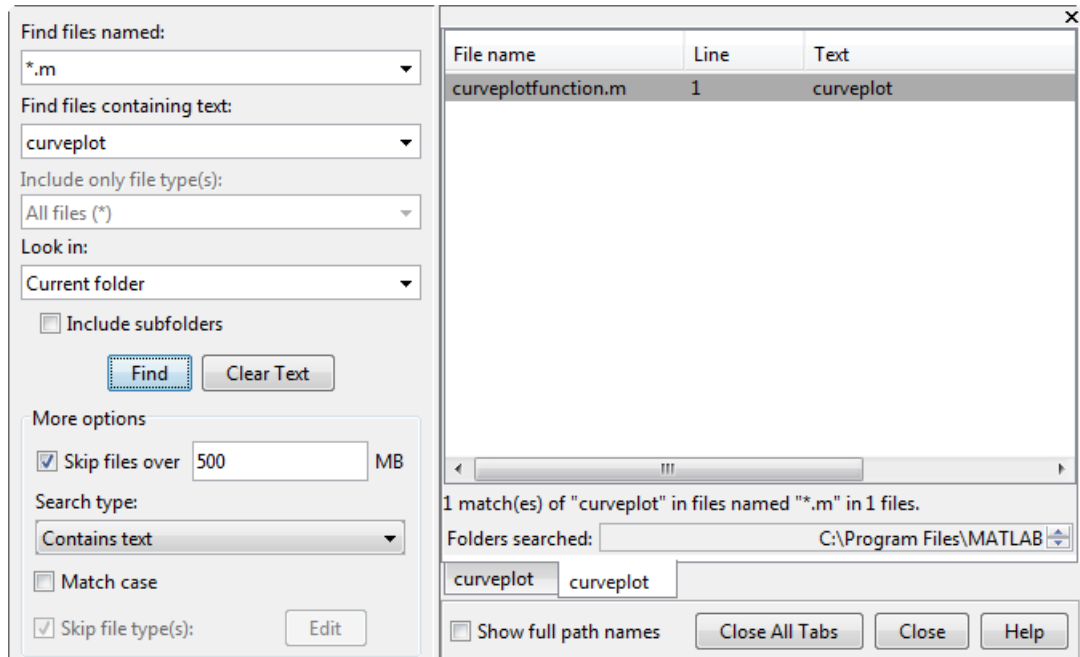 Find files named:
*.m
Find files containing text:
curveplot
Include only file type(s):
All files (*)
Look in:
Current folder
Include subfolders
Find
Clear Text
More options
Skip files over 500 MB
Search type:
Contains text
Match case
Skip file type(s):
Edit
File name Line Text
curveplotfunction.m 1 curveplot
1 match(es) of "curveplot" in files named "*.m" in 1 files.
Folders searched: C:\Program Files\MATLAB
curveplot curveplot
Show full path names
Close All Tabs
Close
Help